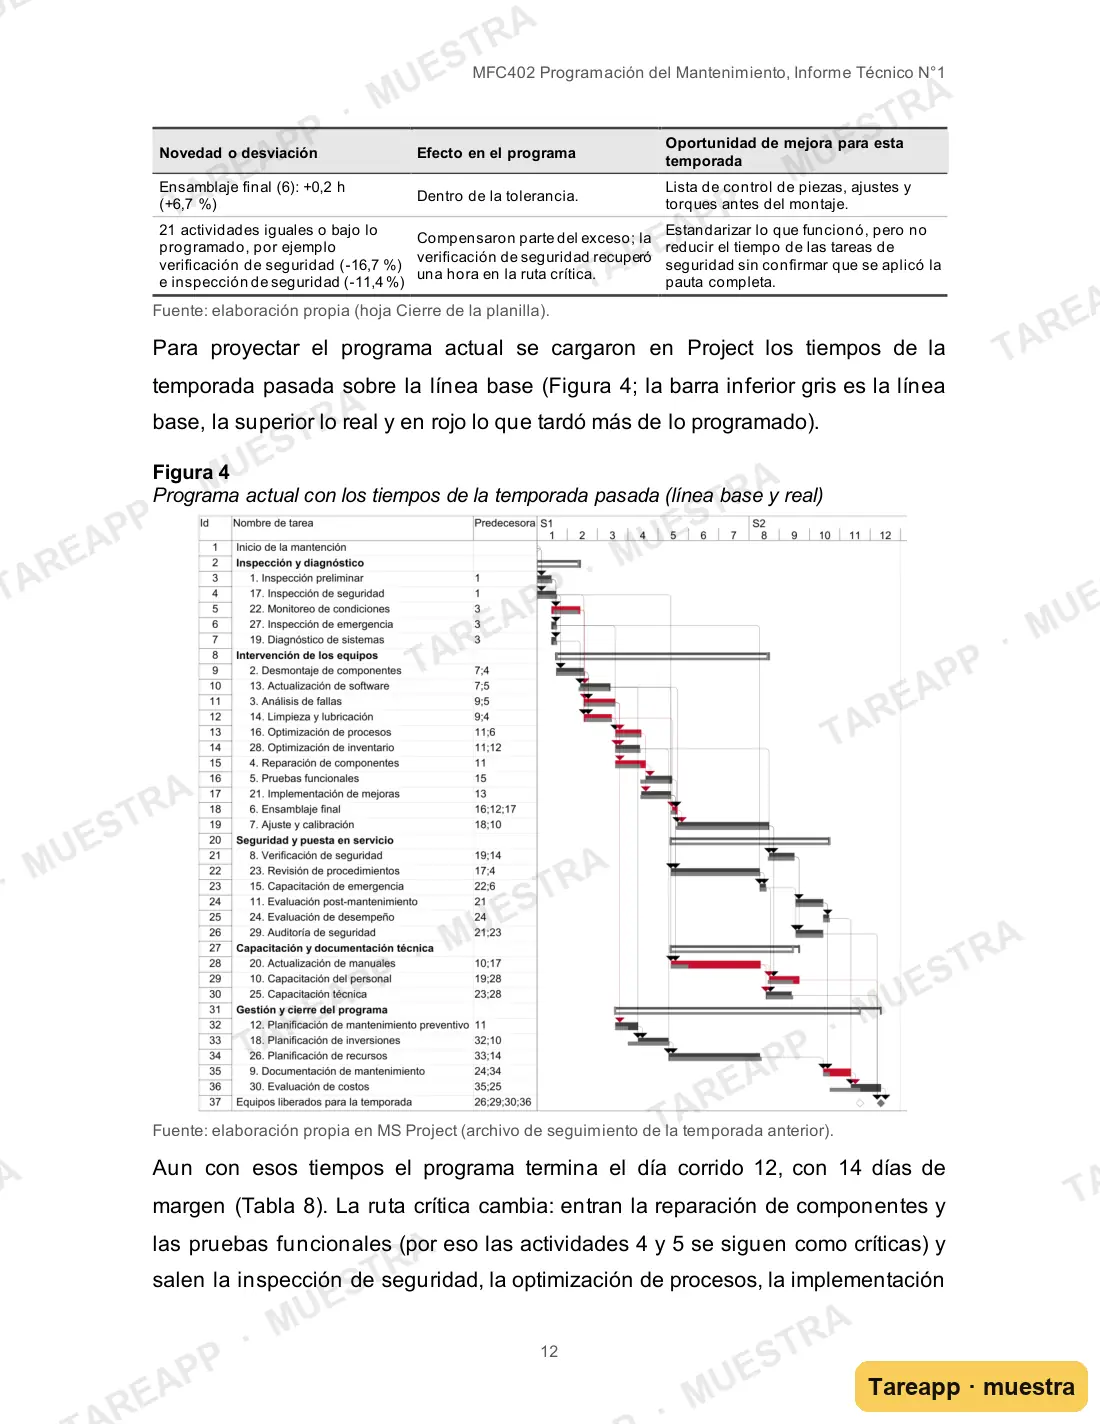 MFC402 Programación del Mantenimiento, Informe Técnico N°1
Novedad o desviación Efecto en el programa Oportunidad de mejora para esta temporada
Ensamblaje final (6): +0,2 h (+6,7 %) Dentro de la tolerancia. Lista de control de piezas, ajustes y torques antes del montaje.
21 actividades iguales o bajo lo programado, por ejemplo verificación de seguridad (-16,7 %) e inspección de seguridad (-11,4 %) Compensaron parte del exceso; la verificación de seguridad recuperó una hora en la ruta crítica. Estandarizar lo que funcionó, pero no reducir el tiempo de las tareas de seguridad sin confirmar que se aplicó la pauta completa.
Fuente: elaboración propia (hoja Cierre de la planilla).
Para proyectar el programa actual se cargaron en Project los tiempos de la
temporada pasada sobre la línea base (Figura 4; la barra inferior gris es la línea
base, la superior lo real y en rojo lo que tardó más de lo programado).
Figura 4
Programa actual con los tiempos de la temporada pasada (línea base y real)
Id Nombre de tarea Predecesora S1 S2
1 2 3 4 5 6 7 8 9 10 11 12
1 Inicio de la mantención
2 Inspección y diagnóstico
3 1. Inspección preliminar 1
4 17. Inspección de seguridad 1
5 22. Monitoreo de condiciones 3
6 27. Inspección de emergencia 3
7 19. Diagnóstico de sistemas 3
8 Intervención de los equipos
9 2. Desmontaje de componentes 7;4
10 13. Actualización de software 7;5
11 3. Análisis de fallas 9;5
12 14. Limpieza y lubricación 9;4
13 16. Optimización de procesos 11;6
14 28. Optimización de inventario 11;12
15 4. Reparación de componentes 11
16 5. Pruebas funcionales 15
17 21. Implementación de mejoras 13
18 6. Ensamblaje final 16;12;17
19 7. Ajuste y calibración 18;10
20 Seguridad y puesta en servicio
21 8. Verificación de seguridad 19;14
22 23. Revisión de procedimientos 17;4
23 15. Capacitación de emergencia 22;6
24 11. Evaluación post-mantenimiento 21
25 24. Evaluación de desempeño 24
26 29. Auditoría de seguridad 21;23
27 Capacitación y documentación técnica
28 20. Actualización de manuales 10;17
29 10. Capacitación del personal 19;28
30 25. Capacitación técnica 23;28
31 Gestión y cierre del programa
32 12. Planificación de mantenimiento preventivo 11
33 18. Planificación de inversiones 32;10
34 26. Planificación de recursos 33;14
35 9. Documentación de mantenimiento 24;34
36 30. Evaluación de costos 35;25
37 Equipos liberados para la temporada 26;29;30;36
Fuente: elaboración propia en MS Project (archivo de seguimiento de la temporada anterior).
Aun con esos tiempos el programa termina el día corrido 12, con 14 días de
margen (Tabla 8). La ruta crítica cambia: entran la reparación de componentes y
las pruebas funcionales (por eso las actividades 4 y 5 se siguen como críticas) y
salen la inspección de seguridad, la optimización de procesos, la implementación
12
Tareapp · muestra
TAREAPP · MUESTRA